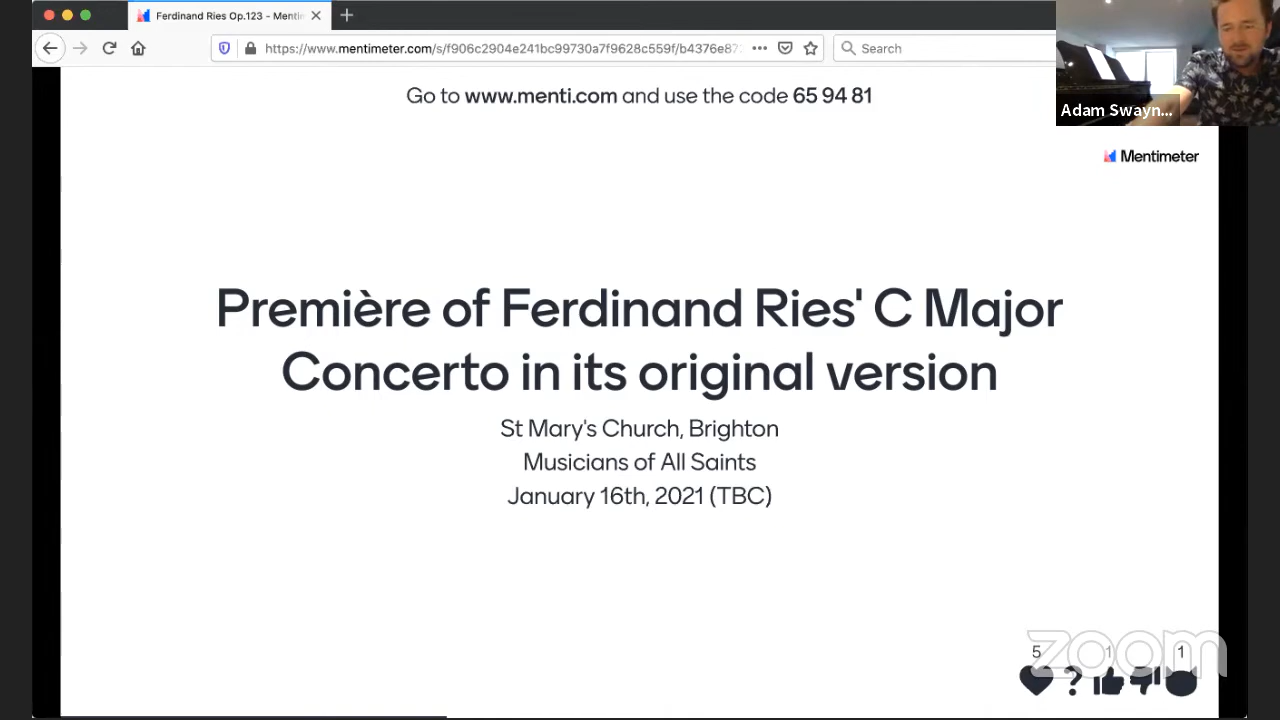 Ferdinand Ries Op.123 - Menti
https://www.mentimeter.com/s/f906c2904e241bc99730a7f9628c559f/b4376e87
Search
Adam Swayn...
Go to www.menti.com and use the code 65 94 81
Mentimeter
Première of Ferdinand Ries' C Major
Concerto in its original version
St Mary's Church, Brighton
Musicians of All Saints
January 16th, 2021 (TBC)
zoom
5 1 1
?